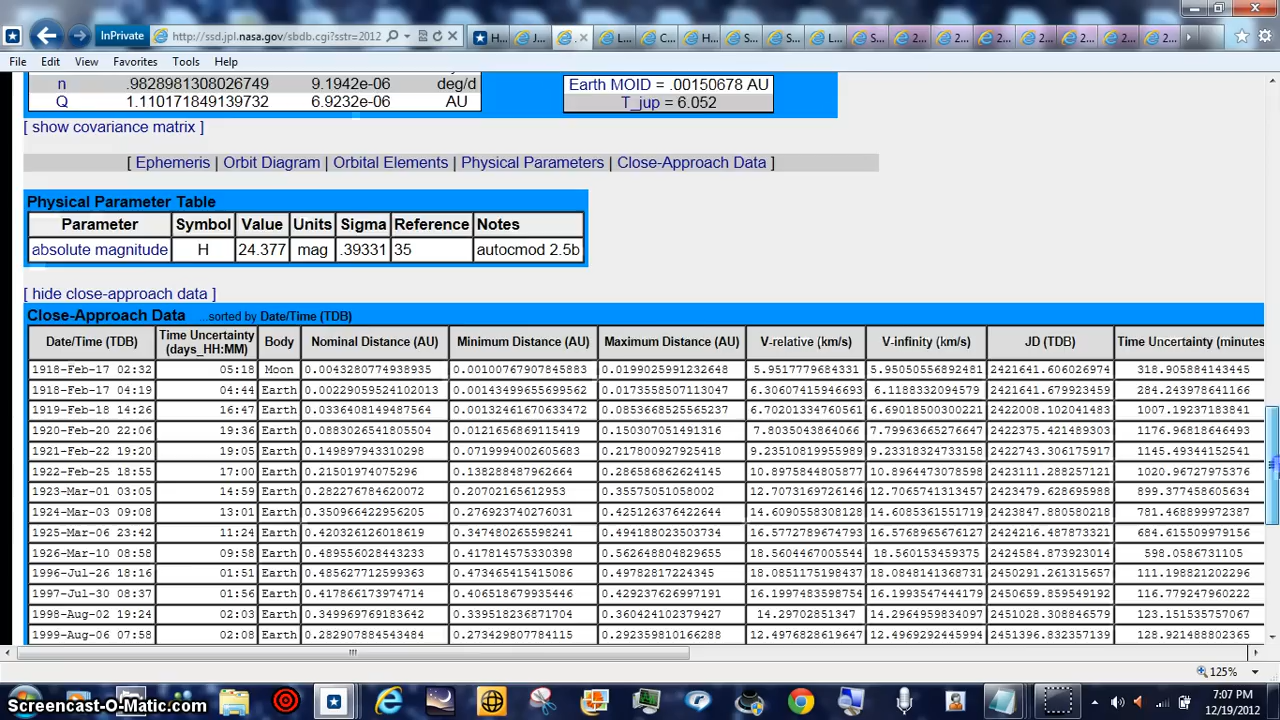 InPrivate http://ssd.jpl.nasa.gov/sbdb.cgi?sstr=2012
File Edit View Favorites Tools Help
n .9828981308026749 9.1942e-06 deg/d
Q 1.110171849139732 6.9232e-06 AU
Earth MOID = .00150678 AU
T_jup = 6.052
[ show covariance matrix ]
[ Ephemeris | Orbit Diagram | Orbital Elements | Physical Parameters | Close-Approach Data ]
Physical Parameter Table
Parameter Symbol Value Units Sigma Reference Notes
absolute magnitude H 24.377 mag .39331 35 autocmod 2.5b
[ hide close-approach data ]
Close-Approach Data ...sorted by Date/Time (TDB)
Date/Time (TDB) Time Uncertainty (days_HH:MM) Body Nominal Distance (AU) Minimum Distance (AU) Maximum Distance (AU) V-relative (km/s) V-infinity (km/s) JD (TDB) Time Uncertainty (minutes
1918-Feb-17 02:32 05:18 Moon 0.0043280774938935 0.00100767907845883 0.0199025991232648 5.9517779684331 5.95050556892481 2421641.606026974 318.905884143445
1918-Feb-17 04:19 04:44 Earth 0.00229059524102013 0.00143499655699236 0.0173558507113047 6.30607415946693 6.1188332094579 2421641.679923459 284.243978641166
1919-Feb-18 14:26 16:47 Earth 0.0336408149487564 0.00132461670633472 0.0853668525565237 6.70201334760561 6.69018500300221 2422008.102041483 1007.19237183841
1920-Feb-20 22:06 19:36 Earth 0.0883026541805504 0.0121656869115419 0.150307051491316 7.8035043864066 7.79963665276647 2422375.421489303 1176.96818646493
1921-Feb-22 19:20 19:05 Earth 0.149897943310298 0.0719994002605683 0.217800927925418 9.23510819955989 9.23318324733158 2422743.306175917 1145.49344152541
1922-Feb-25 18:55 17:00 Earth 0.21501974075296 0.138288487962661 0.286586862624145 10.8975844805877 10.8964473078598 2423111.288257121 1020.96727975376
1923-Mar-01 03:05 14:59 Earth 0.282276784620072 0.20702165612953 0.35575051058002 12.7073169726146 12.7065741313457 2423479.628695988 899.377458605634
1924-Mar-03 09:08 13:01 Earth 0.350966422956205 0.276923740276031 0.425126376422644 14.6090558308128 14.6085361551719 2423847.880580218 781.468899972387
1925-Mar-06 23:42 11:24 Earth 0.420326126018619 0.347480265598241 0.494188023503734 16.5772789674793 16.5768965676127 2424216.487873321 684.615509979156
1926-Mar-10 08:58 09:58 Earth 0.489556028443233 0.417814575330398 0.562648804829655 18.5604467005544 18.560153459375 2424584.873923014 598.0586731105
1996-Jul-26 18:16 01:51 Earth 0.485627712599363 0.473465415415086 0.49782817224345 18.0851175198437 18.0848141368731 2450291.261315657 111.198821202296
1997-Jul-30 08:37 01:56 Earth 0.417866173974714 0.406518679935441 0.429237626997191 16.1997483598754 16.1993547444179 2450659.859549192 116.779247960222
1998-Aug-02 19:24 02:03 Earth 0.349969769183642 0.339518236871704 0.360424102379427 14.29702851347 14.2964959834097 2451028.308846579 123.151535757067
1999-Aug-06 07:58 02:08 Earth 0.282907884543484 0.273429807784115 0.292359810166288 12.4976828619647 12.4969292445994 2451396.832357139 128.921488802365
125%
Screencast-O-Matic.com
7:07 PM
12/19/2012